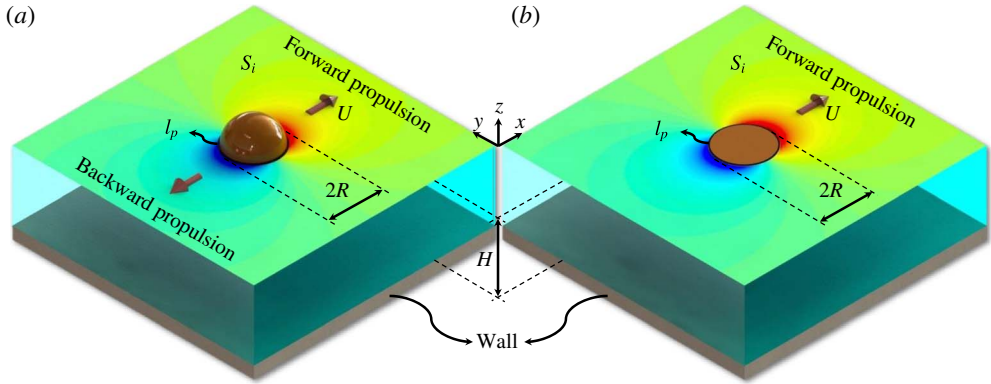 (a)
Forward propulsion
S_i
U
l_p
2R
Backward propulsion
z
y
x
H
Wall
(b)
Forward propulsion
S_i
U
l_p
2R